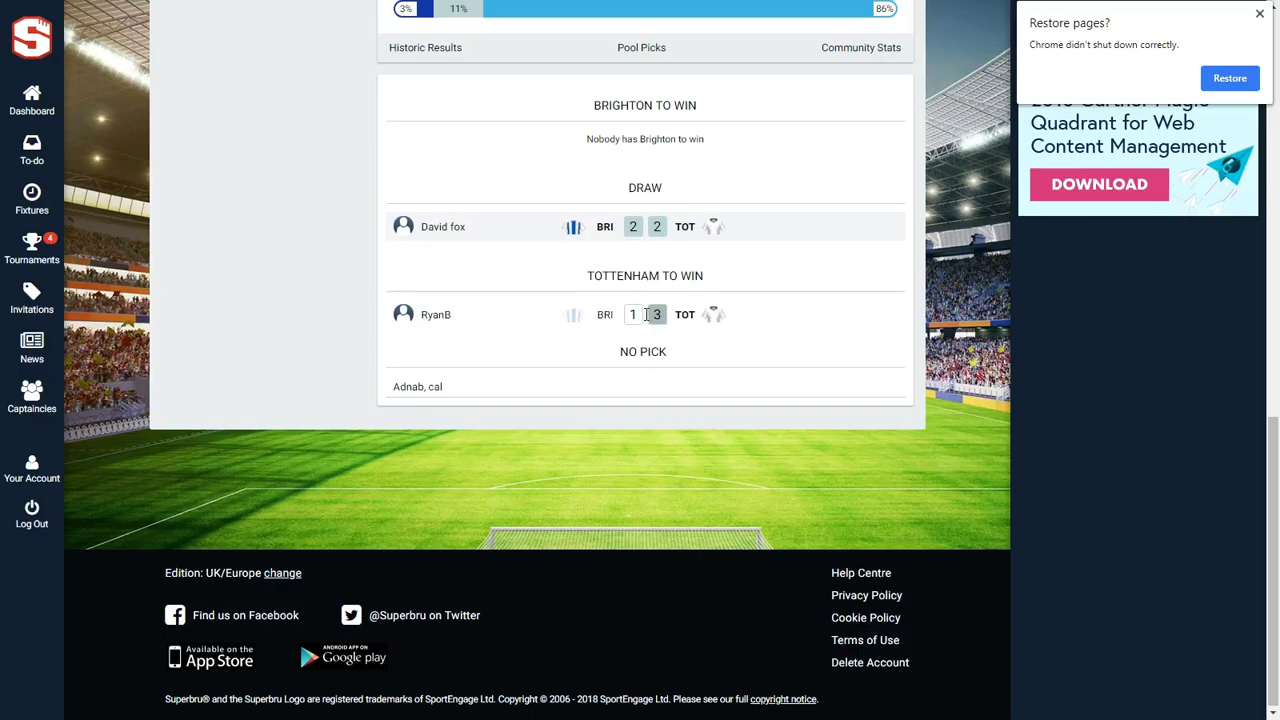 3%
11%
86%
Historic Results
Pool Picks
Community Stats
BRIGHTON TO WIN
Nobody has Brighton to win
DRAW
David fox BRI 2 2 TOT
TOTTENHAM TO WIN
RyanB BRI 1 3 TOT
NO PICK
Adnab, cal
Dashboard
To-do
Fixtures
4
Tournaments
Invitations
News
Captaincies
Your Account
Log Out
Restore pages?
Chrome didn't shut down correctly.
Restore
Quadrant for Web
Content Management
DOWNLOAD
Edition: UK/Europe change
Find us on Facebook
@Superbru on Twitter
Available on the
App Store
ANDROID APP ON
Google play
Help Centre
Privacy Policy
Cookie Policy
Terms of Use
Delete Account
Superbru® and the Superbru Logo are registered trademarks of SportEngage Ltd. Copyright © 2006 - 2018 SportEngage Ltd. Please see our full copyright notice.